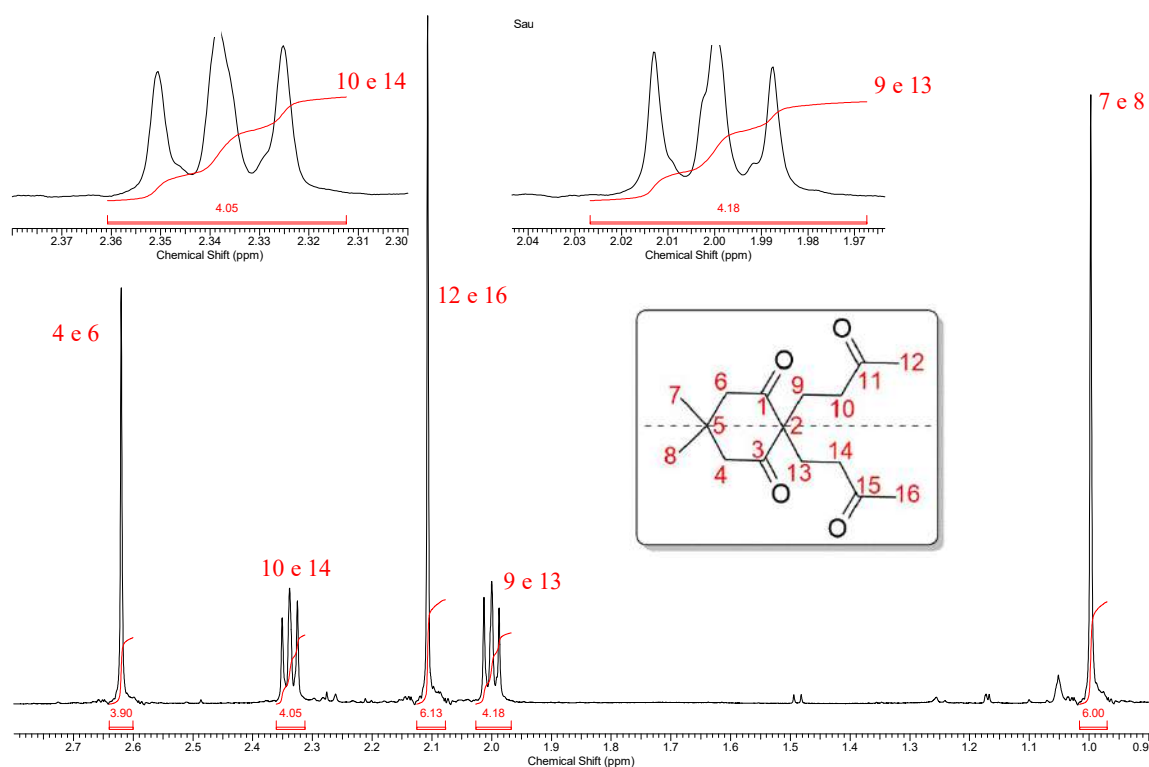 Sau
10 e 14
4.05
2.37 2.36 2.35 2.34 2.33 2.32 2.31 2.30
Chemical Shift (ppm)
9 e 13
4.18
2.04 2.03 2.02 2.01 2.00 1.99 1.98 1.97
Chemical Shift (ppm)
7 e 8
4 e 6
12 e 16
10 e 14
9 e 13
O
12
O
11
6
9
7
1
10
5
2
8
14
3
4
13
15
16
O
O
3.90 4.05 6.13 4.18 6.00
2.7 2.6 2.5 2.4 2.3 2.2 2.1 2.0 1.9 1.8 1.7 1.6 1.5 1.4 1.3 1.2 1.1 1.0 0.9
Chemical Shift (ppm)